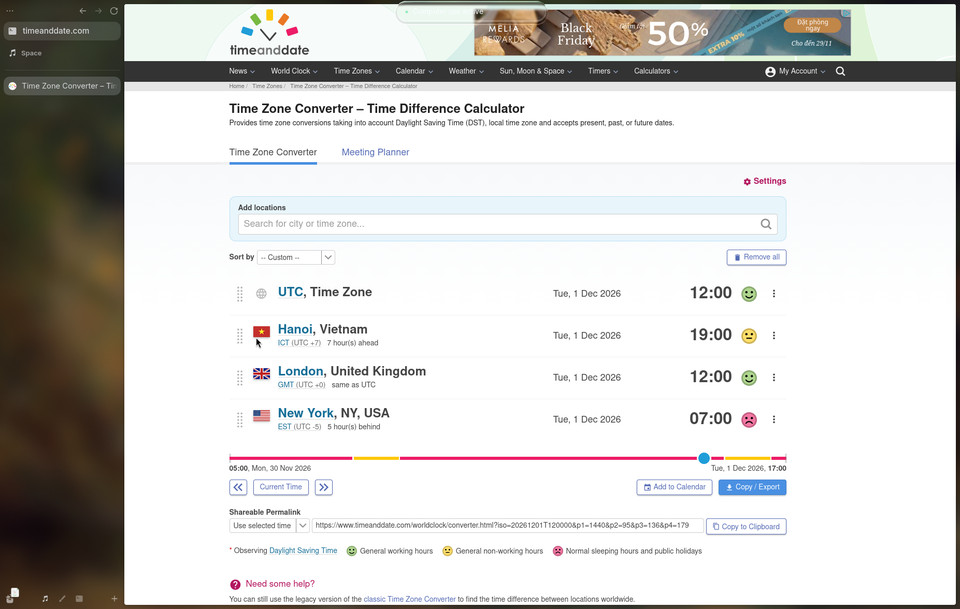 timeanddate.com
Space
Time Zone Converter – Ti
timeanddate
MELIÁ
REWARDS
Black
Friday
50%
EXTRA 10%
Đặt phòng
ngay
Cho đến 29/11
News
World Clock
Time Zones
Calendar
Weather
Sun, Moon & Space
Timers
Calculators
My Account
Home / Time Zones / Time Zone Converter – Time Difference Calculator
Time Zone Converter – Time Difference Calculator
Provides time zone conversions taking into account Daylight Saving Time (DST), local time zone and accepts present, past, or future dates.
Time Zone Converter
Meeting Planner
Settings
Add locations
Search for city or time zone...
Sort by
-- Custom --
Remove all
UTC, Time Zone
Tue, 1 Dec 2026
12:00
Hanoi, Vietnam
ICT (UTC +7) 7 hour(s) ahead
Tue, 1 Dec 2026
19:00
London, United Kingdom
GMT (UTC +0) same as UTC
Tue, 1 Dec 2026
12:00
New York, NY, USA
EST (UTC -5) 5 hour(s) behind
Tue, 1 Dec 2026
07:00
05:00, Mon, 30 Nov 2026
Tue, 1 Dec 2026, 17:00
Current Time
Add to Calendar
Copy / Export
Shareable Permalink
Use selected time
https://www.timeanddate.com/worldclock/converter.html?iso=20261201T120000&p1=1440&p2=95&p3=136&p4=179
Copy to Clipboard
* Observing Daylight Saving Time
General working hours
General non-working hours
Normal sleeping hours and public holidays
Need some help?
You can still use the legacy version of the classic Time Zone Converter to find the time difference between locations worldwide.